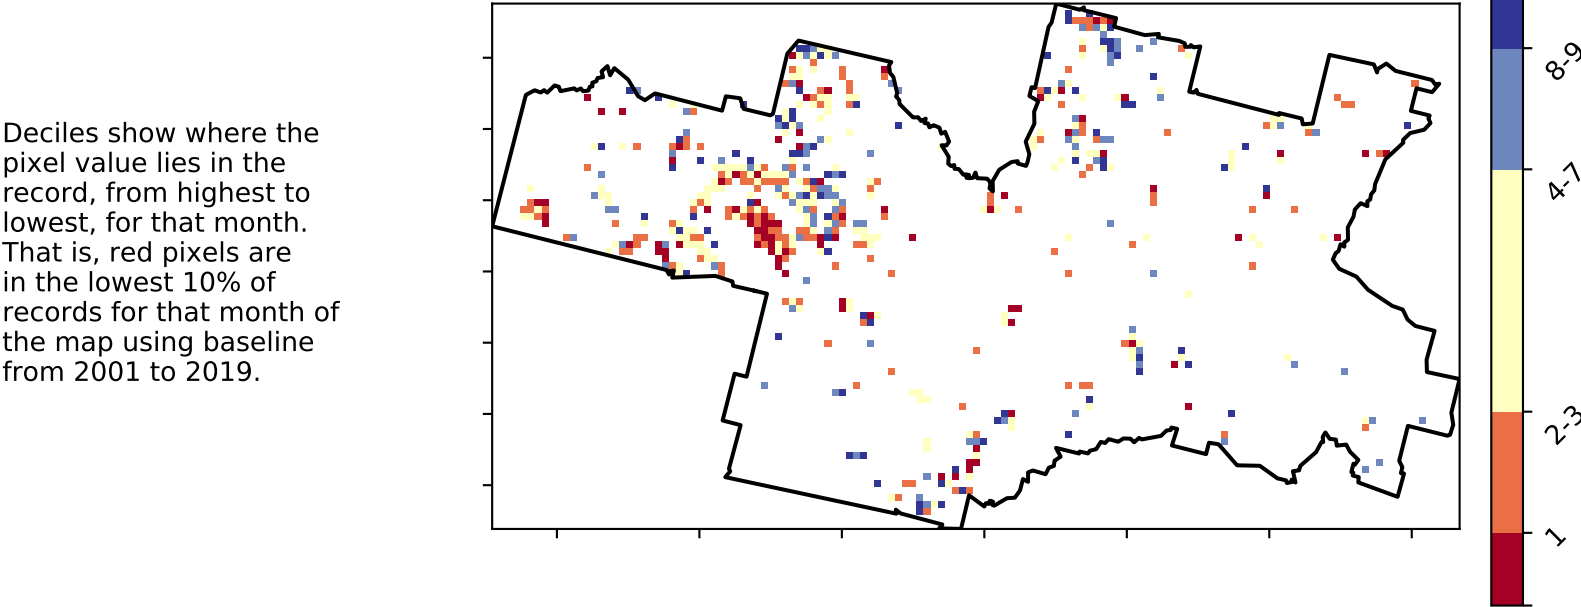 Deciles show where the
pixel value lies in the
record, from highest to
lowest, for that month.
That is, red pixels are
in the lowest 10% of
records for that month of
the map using baseline
from 2001 to 2019.
8-9
4-7
2-3
1